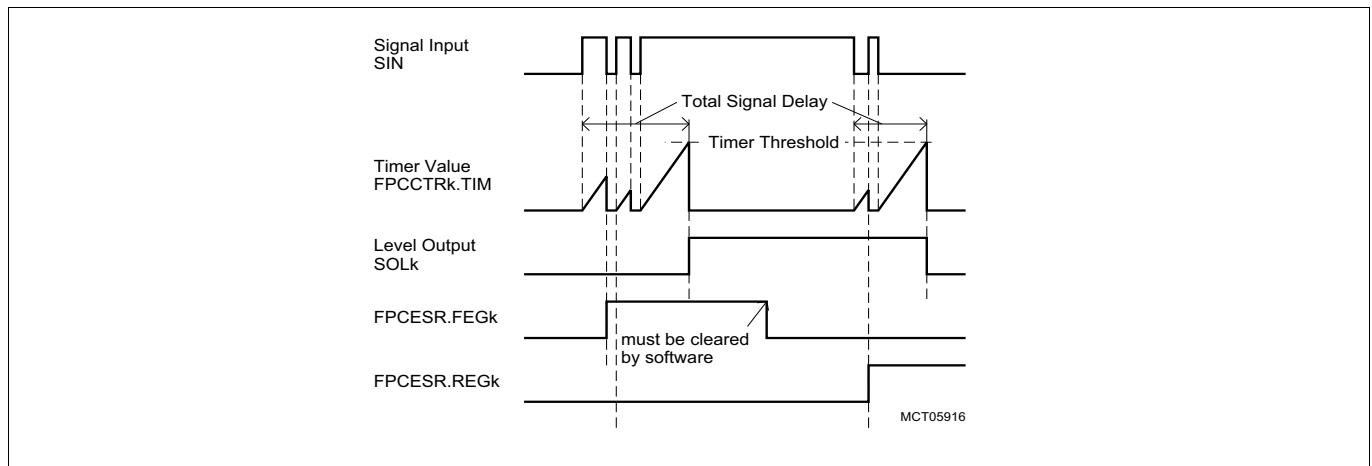 Signal Input
SIN
Total Signal Delay
Timer Threshold
Timer Value
FPCCTRk.TIM
Level Output
SOLk
FPCESR.FEGk
must be cleared
by software
FPCESR.REGk
MCT05916